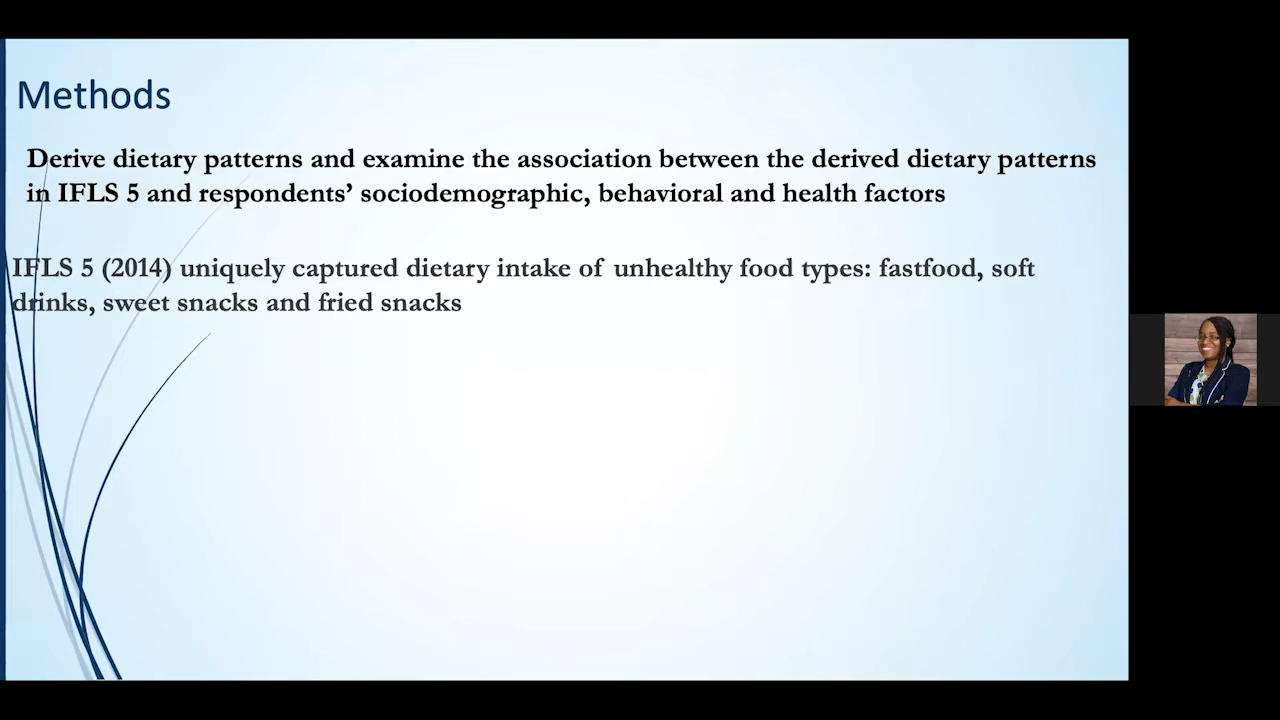 Methods
Derive dietary patterns and examine the association between the derived dietary patterns
in IFLS 5 and respondents’ sociodemographic, behavioral and health factors
IFLS 5 (2014) uniquely captured dietary intake of unhealthy food types: fastfood, soft
drinks, sweet snacks and fried snacks